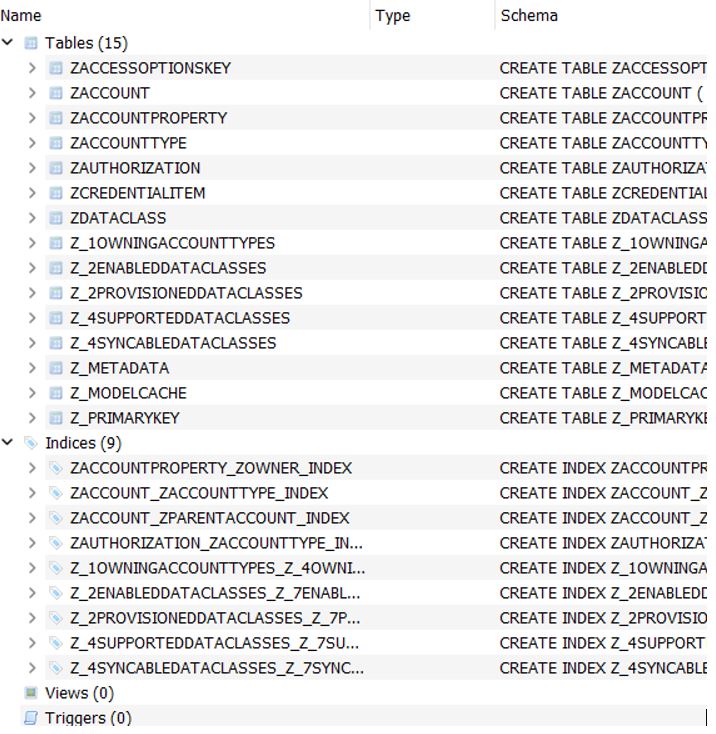 Name Type Schema
Tables (15)
ZACCESSOPTIONSKEY CREATE TABLE ZACCESSOPT
ZACCOUNT CREATE TABLE ZACCOUNT (
ZACCOUNTPROPERTY CREATE TABLE ZACCOUNTPR
ZACCOUNTTYPE CREATE TABLE ZACCOUNTTY
ZAUTHORIZATION CREATE TABLE ZAUTHORIZA
ZCREDENTIALITEM CREATE TABLE ZCREDENTIAL
ZDATACLASS CREATE TABLE ZDATACLASS
Z_1OWNINGACCOUNTTYPES CREATE TABLE Z_1OWNINGA
Z_2ENABLEDDATACLASSES CREATE TABLE Z_2ENABLEDD
Z_2PROVISIONEDDATACLASSES CREATE TABLE Z_2PROVISIO
Z_4SUPPORTEDDATACLASSES CREATE TABLE Z_4SUPPORT
Z_4SYNCABLEDATACLASSES CREATE TABLE Z_4SYNCABLE
Z_METADATA CREATE TABLE Z_METADATA
Z_MODELCACHE CREATE TABLE Z_MODELCAC
Z_PRIMARYKEY CREATE TABLE Z_PRIMARYKE
Indices (9)
ZACCOUNTPROPERTY_ZOWNER_INDEX CREATE INDEX ZACCOUNTPR
ZACCOUNT_ZACCOUNTTYPE_INDEX CREATE INDEX ZACCOUNT_Z
ZACCOUNT_ZPARENTACCOUNT_INDEX CREATE INDEX ZACCOUNT_Z
ZAUTHORIZATION_ZACCOUNTTYPE_IN... CREATE INDEX ZAUTHORIZA
Z_1OWNINGACCOUNTTYPES_Z_4OWNI... CREATE INDEX Z_1OWNINGA
Z_2ENABLEDDATACLASSES_Z_7ENABL... CREATE INDEX Z_2ENABLEDD
Z_2PROVISIONEDDATACLASSES_Z_7P... CREATE INDEX Z_2PROVISIO
Z_4SUPPORTEDDATACLASSES_Z_7SU... CREATE INDEX Z_4SUPPORT
Z_4SYNCABLEDATACLASSES_Z_7SYNC... CREATE INDEX Z_4SYNCABLE
Views (0)
Triggers (0)